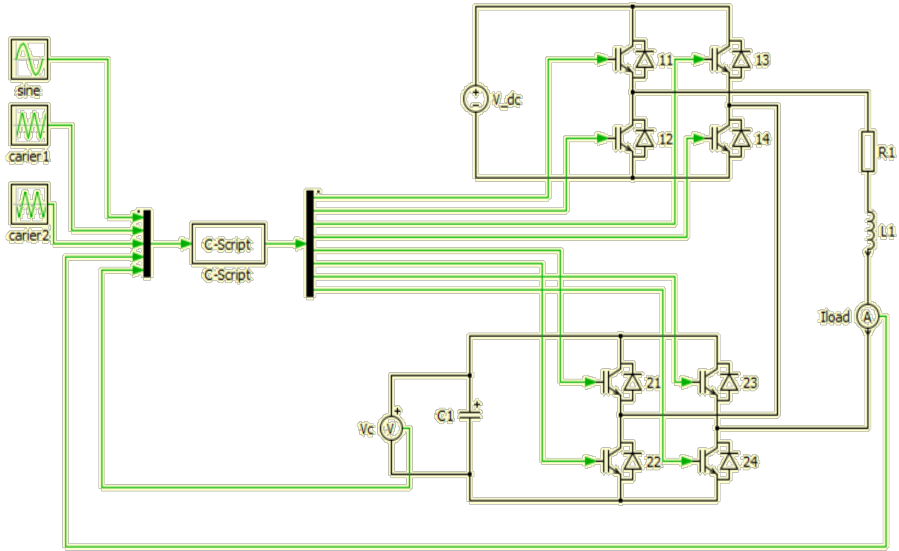 sine
carier1
carier2
C-Script
C-Script
V_dc
11
13
12
14
R1
L1
Iload
A
Vc
V
C1
21
23
22
24